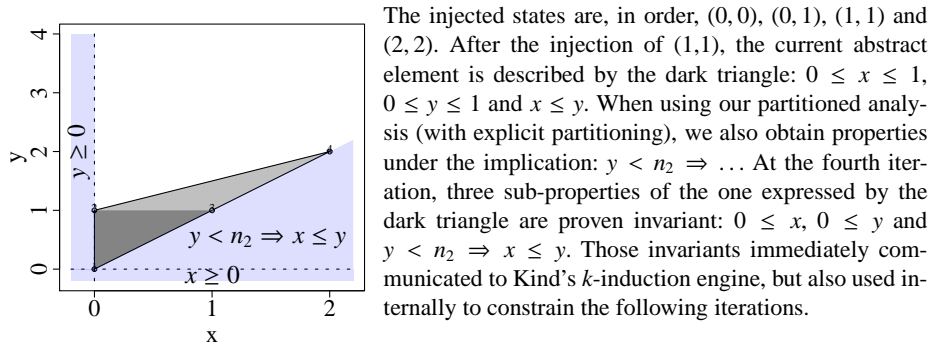 4
3
2
1
0
y
y ≥ 0
y < n₂ ⇒ x ≤ y
x ≥ 0
0 1 2
x
The injected states are, in order, (0, 0), (0, 1), (1, 1) and
(2, 2). After the injection of (1,1), the current abstract
element is described by the dark triangle: 0 ≤ x ≤ 1,
0 ≤ y ≤ 1 and x ≤ y. When using our partitioned analy-
sis (with explicit partitioning), we also obtain properties
under the implication: y < n₂ ⇒ … At the fourth iter-
ation, three sub-properties of the one expressed by the
dark triangle are proven invariant: 0 ≤ x, 0 ≤ y and
y < n₂ ⇒ x ≤ y. Those invariants immediately com-
municated to Kind's k-induction engine, but also used in-
ternally to constrain the following iterations.